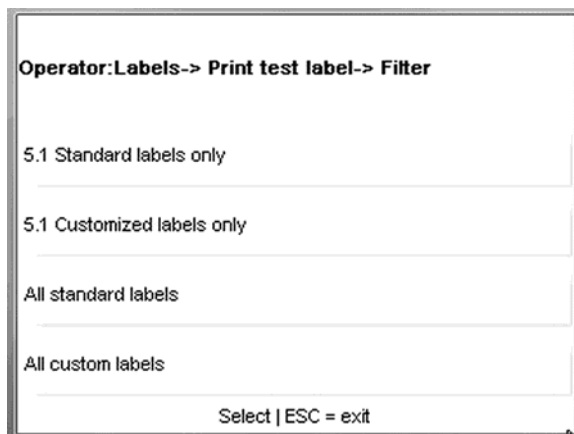 Operator:Labels-> Print test label-> Filter
5.1 Standard labels only
5.1 Customized labels only
All standard labels
All custom labels
Select | ESC = exit